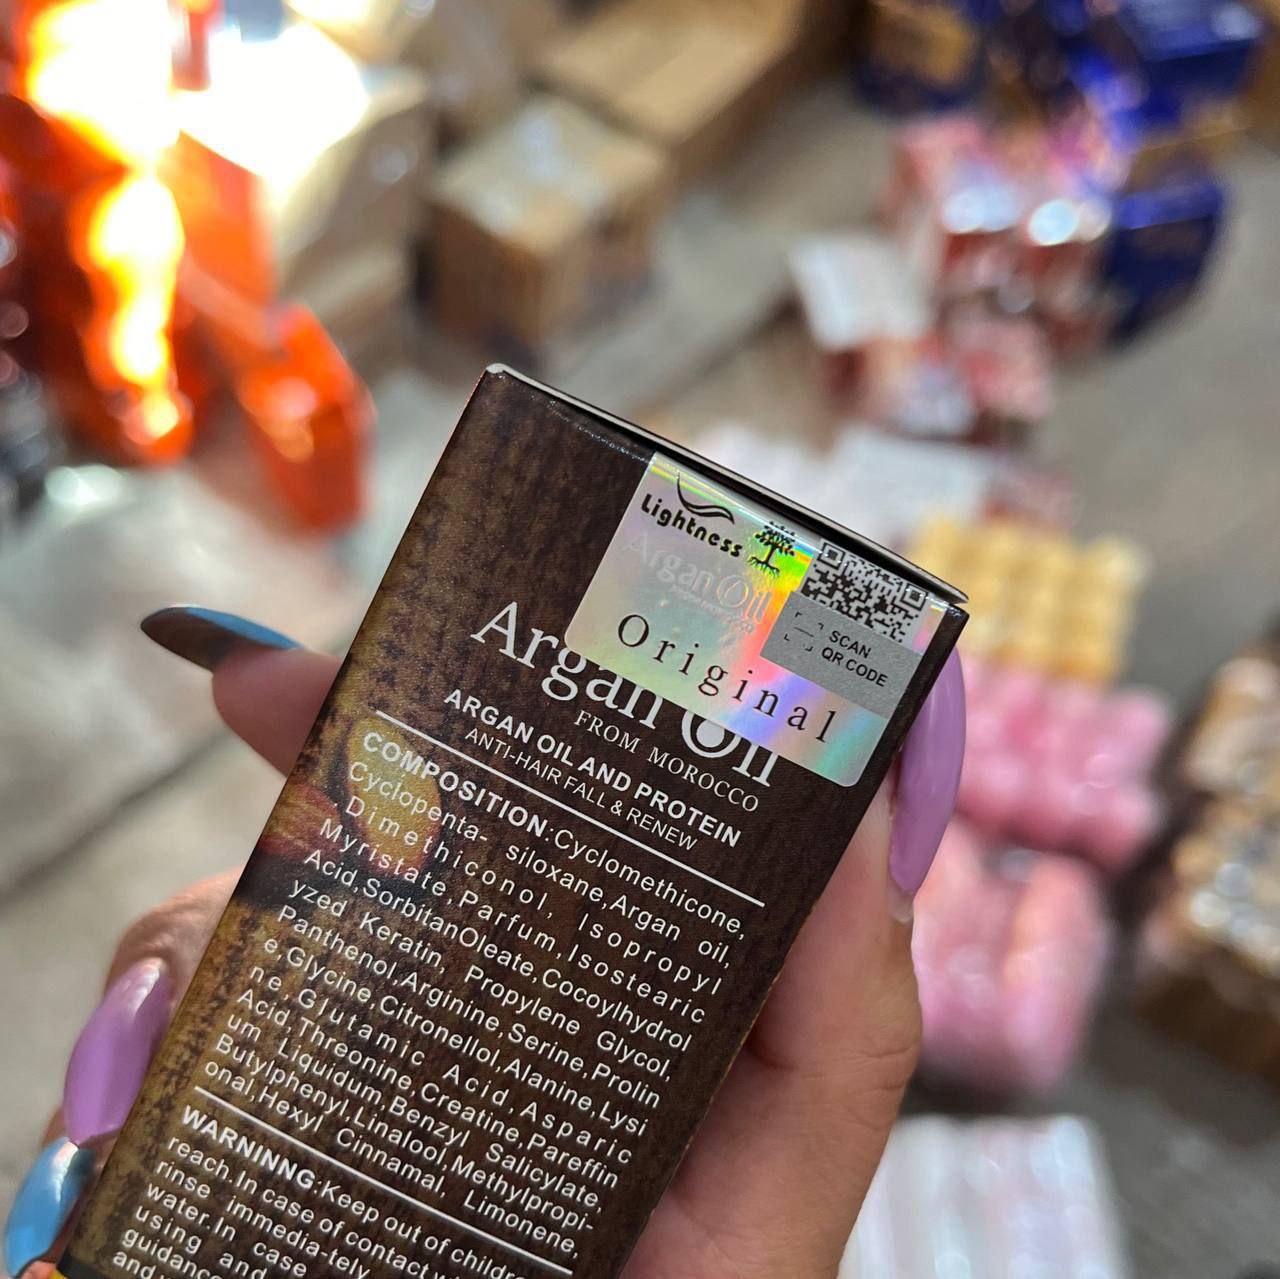 Lightness
Argan Oil
Original
SCAN
QR CODE
Argan Oil
FROM MOROCCO
ARGAN OIL AND PROTEIN
ANTI-HAIR FALL & RENEW
COMPOSITION:Cyclomethicone,
Cyclopenta- siloxane,Argan oil,
Dimethiconol, Isopropyl
Myristate,Parfum,Isostearic
Acid,SorbitanOleate,Cocoylhydrol
yzed Keratin, Propylene Glycol,
Panthenol,Arginine,Serine,Prolin
e,Glycine,Citronellol,Alanine,Lysi
ne,Glutamic Acid,Aspartic
Acid,Threonine,Creatine,Pareffin
um Liquidum,Benzyl Salicylate,
Butylphenyl,Linalool,Methylpropi-
onal,Hexyl Cinnamal, Limonene,
WARNINNG:Keep out of
reach.In case of contact
rinse immedia-tely
water.In case
using and